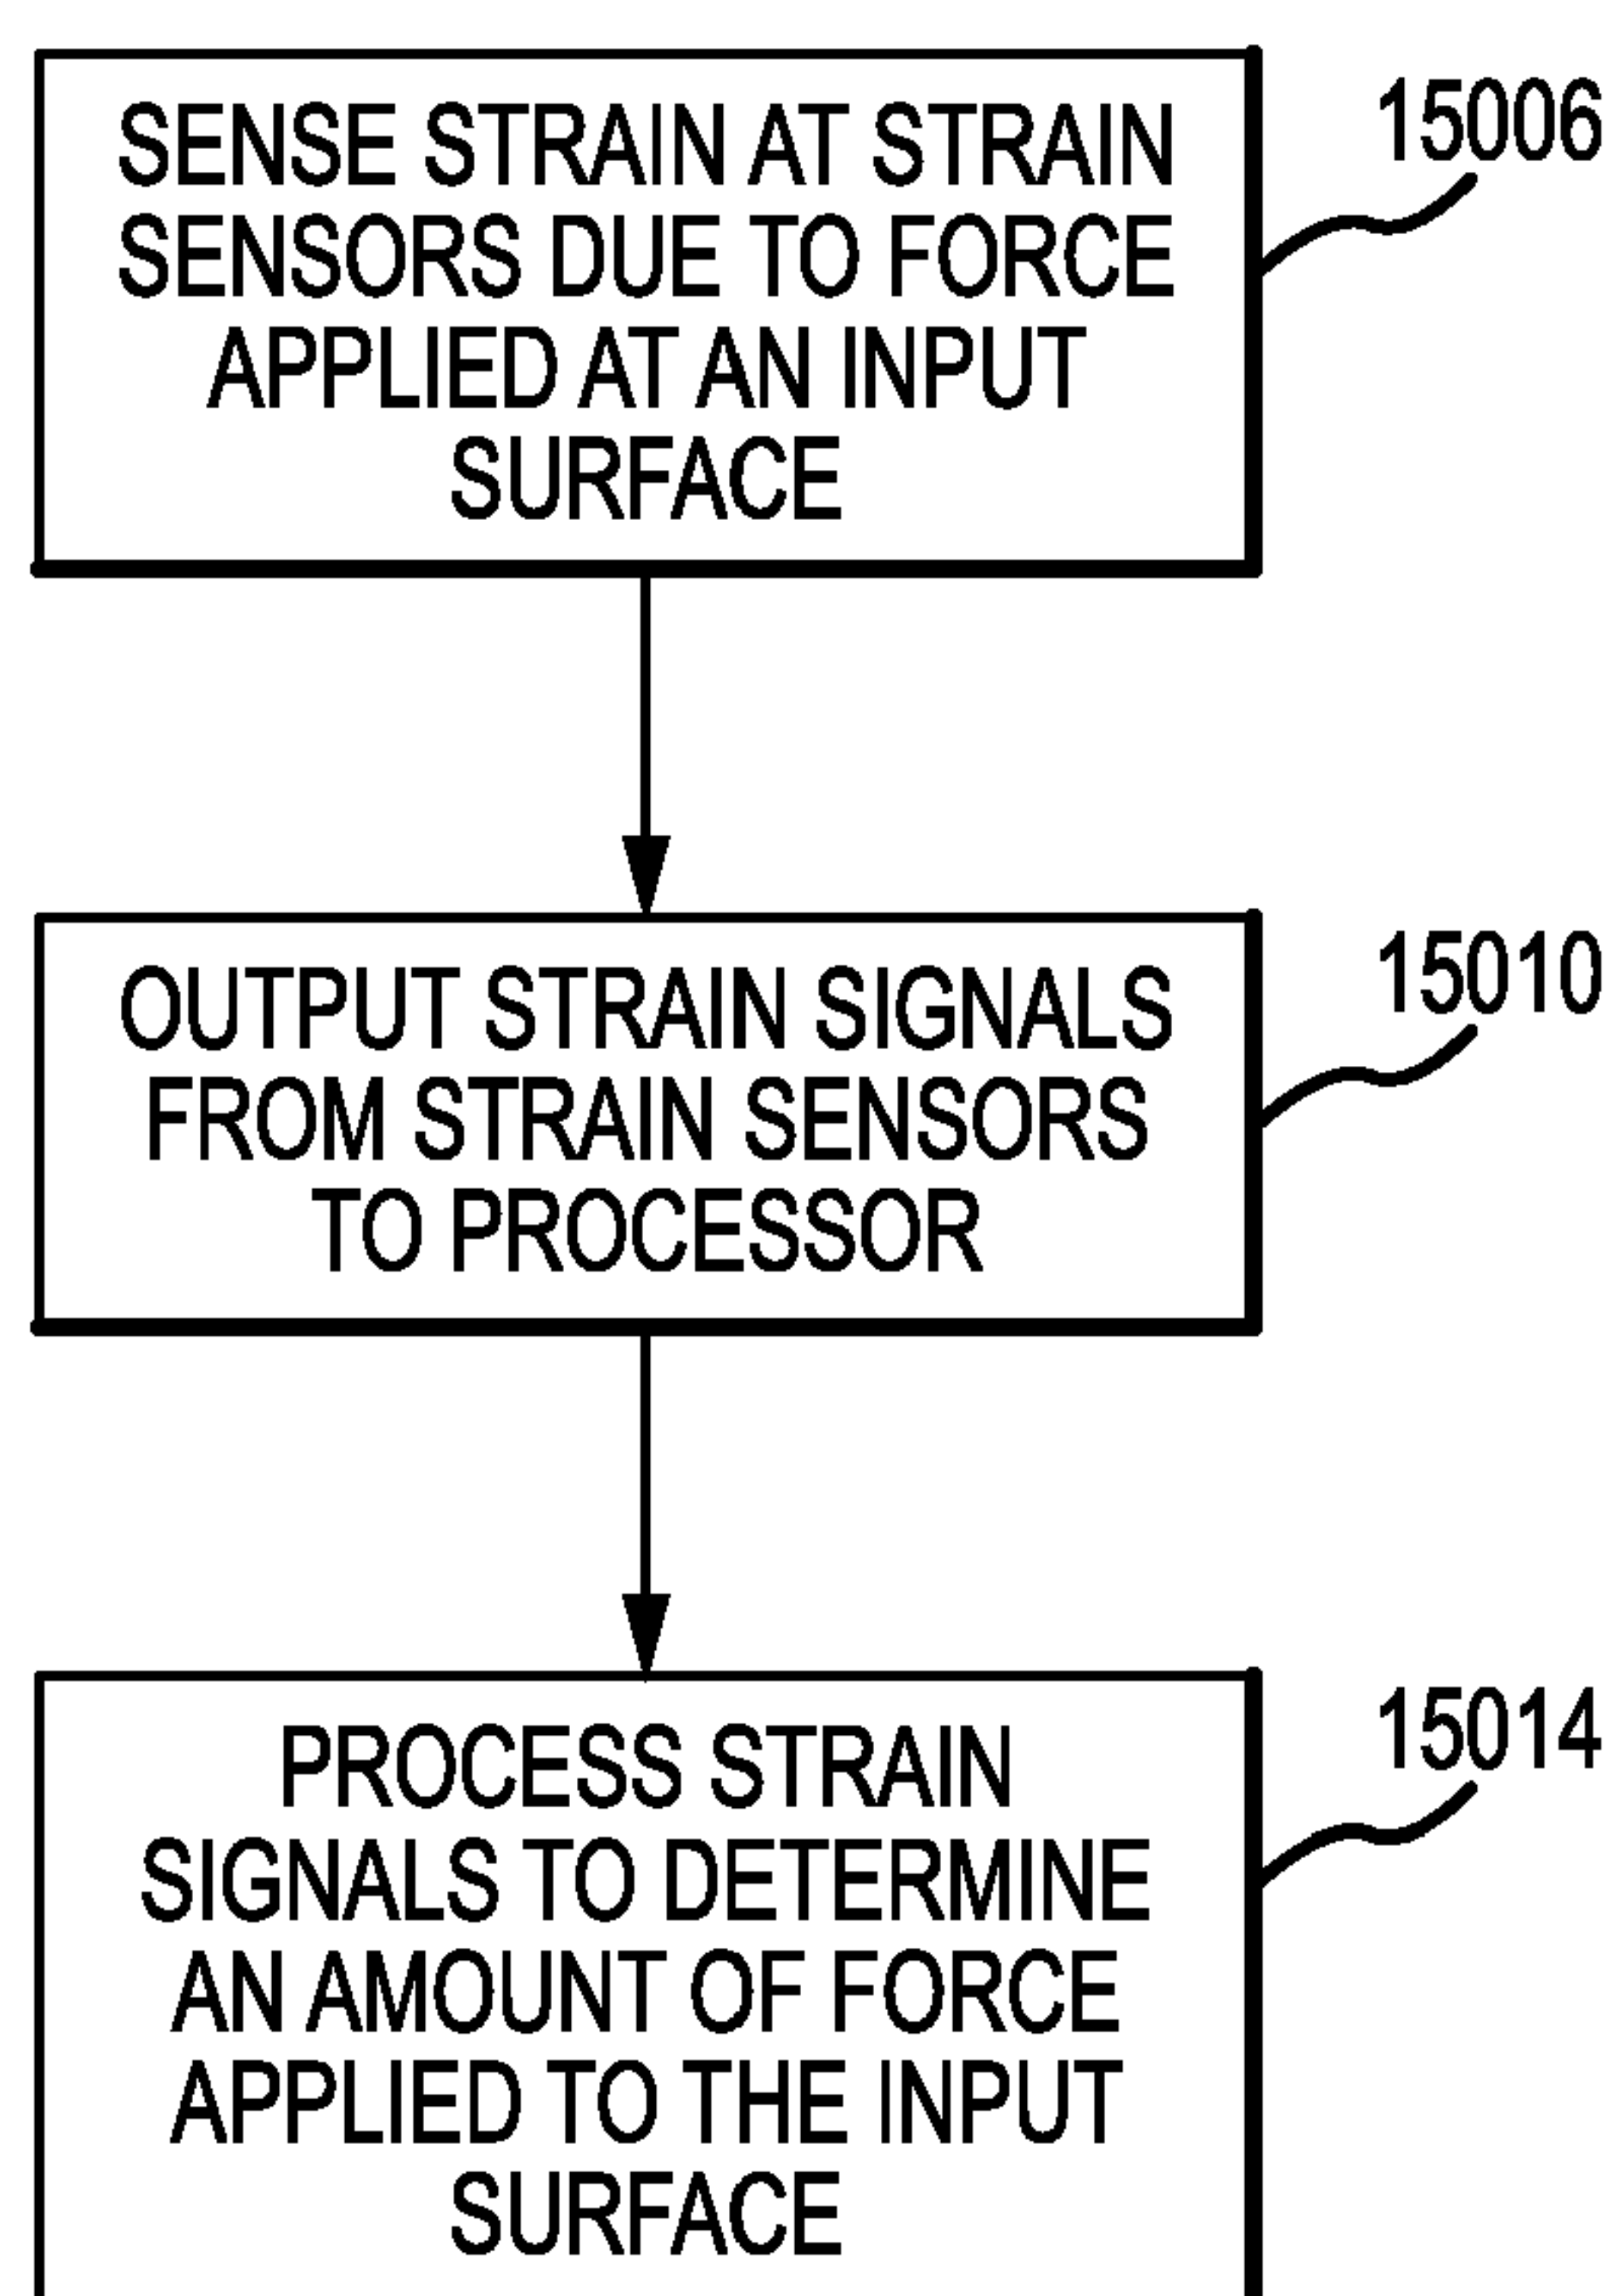 SENSE STRAIN AT STRAIN
SENSORS DUE TO FORCE
APPLIED AT AN INPUT
SURFACE
15006
OUTPUT STRAIN SIGNALS
FROM STRAIN SENSORS
TO PROCESSOR
15010
PROCESS STRAIN
SIGNALS TO DETERMINE
AN AMOUNT OF FORCE
APPLIED TO THE INPUT
SURFACE
15014